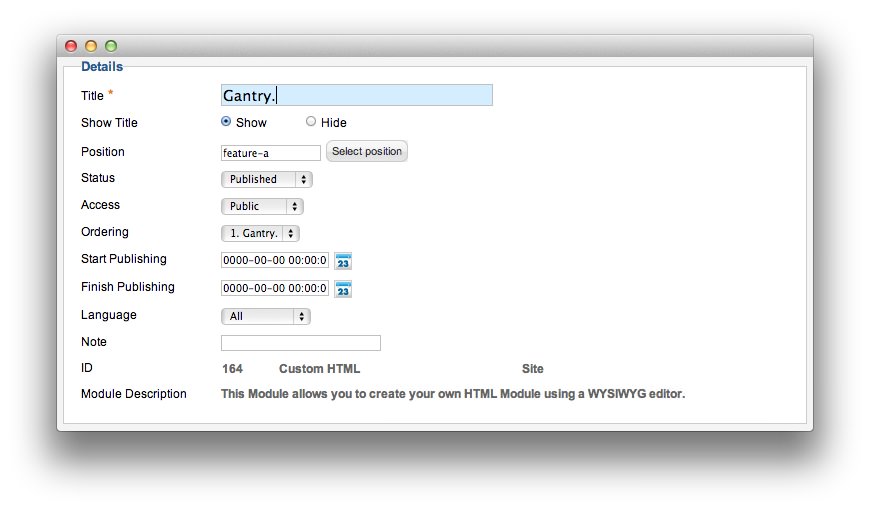 Details
Title * Gantry.
Show Title Show Hide
Position feature-a Select position
Status Published
Access Public
Ordering 1. Gantry.
Start Publishing 0000-00-00 00:00:0 23
Finish Publishing 0000-00-00 00:00:0 23
Language All
Note
ID 164 Custom HTML Site
Module Description This Module allows you to create your own HTML Module using a WYSIWYG editor.